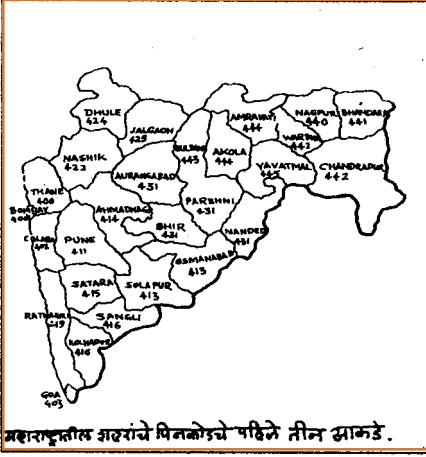 DHULE
424
JALGAON
425
BULDANA
443
AMRAVATI
444
NAGPUR
440
BHANDARA
441
WARDHA
442
NASHIK
422
AURANGABAD
431
AKOLA
444
YAVATMAL
445
CHANDRAPUR
442
THANE
400
BOMBAY
400
AHMADNAGAR
414
PARBHNI
431
BHIR
431
NANDED
431
COLABA
402
PUNE
411
OSMANABAD
413
SATARA
415
SOLAPUR
413
RATNAGIRI
415
SANGLI
416
KOLHAPUR
416
GOA
403
महाराष्ट्रातील शहरांचे पिनकोडचे पहिले तीन आकडे.